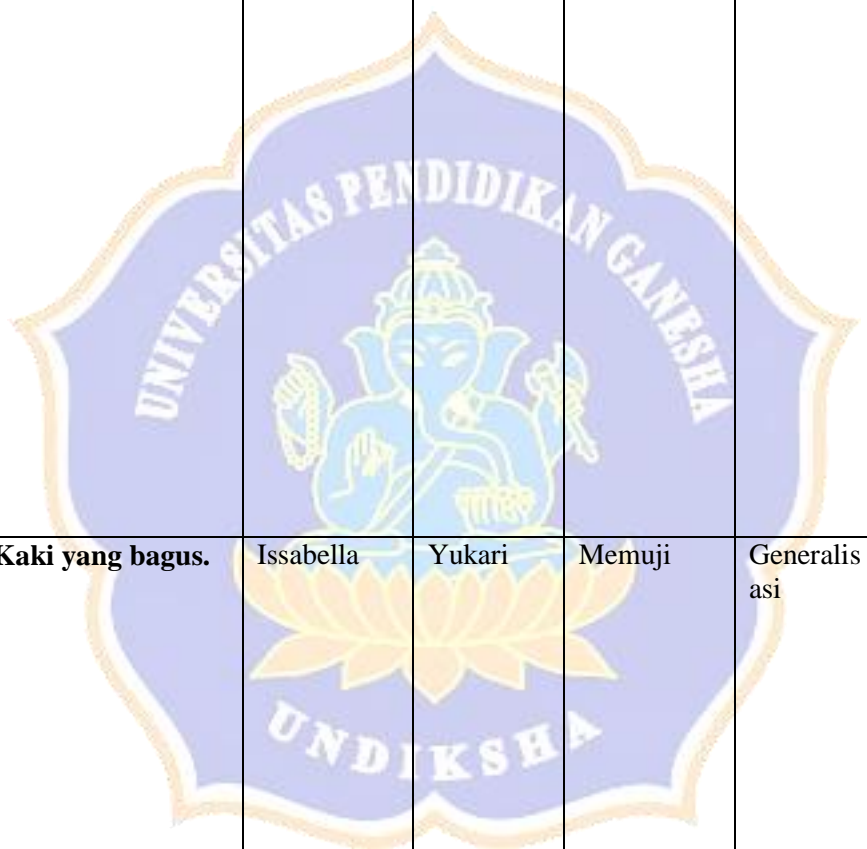 UNIVERSITAS PENDIDIKAN GANESHA
Kaki yang bagus. Issabella Yukari Memuji Generalis
asi
UNDIKSHA